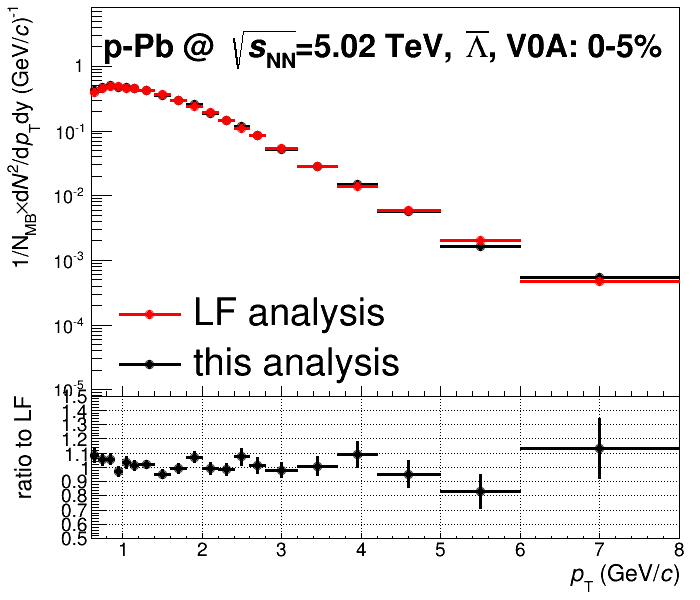 p-Pb @ √sNN=5.02 TeV, Λ̅, V0A: 0-5%
1/N_MB×dN²/dp_Tdy (GeV/c)⁻¹
1
10⁻¹
10⁻²
10⁻³
10⁻⁴
10⁻⁵
LF analysis
this analysis
ratio to LF
1.5
1.4
1.3
1.2
1.1
1
0.9
0.8
0.7
0.6
0.5
1 2 3 4 5 6 7 8
p_T (GeV/c)